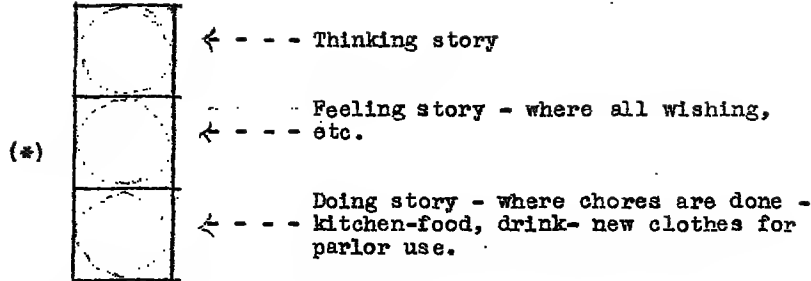 Thinking story
Feeling story - where all wishing,
etc.
(*)
Doing story - where chores are done -
kitchen-food, drink- new clothes for
parlor use.